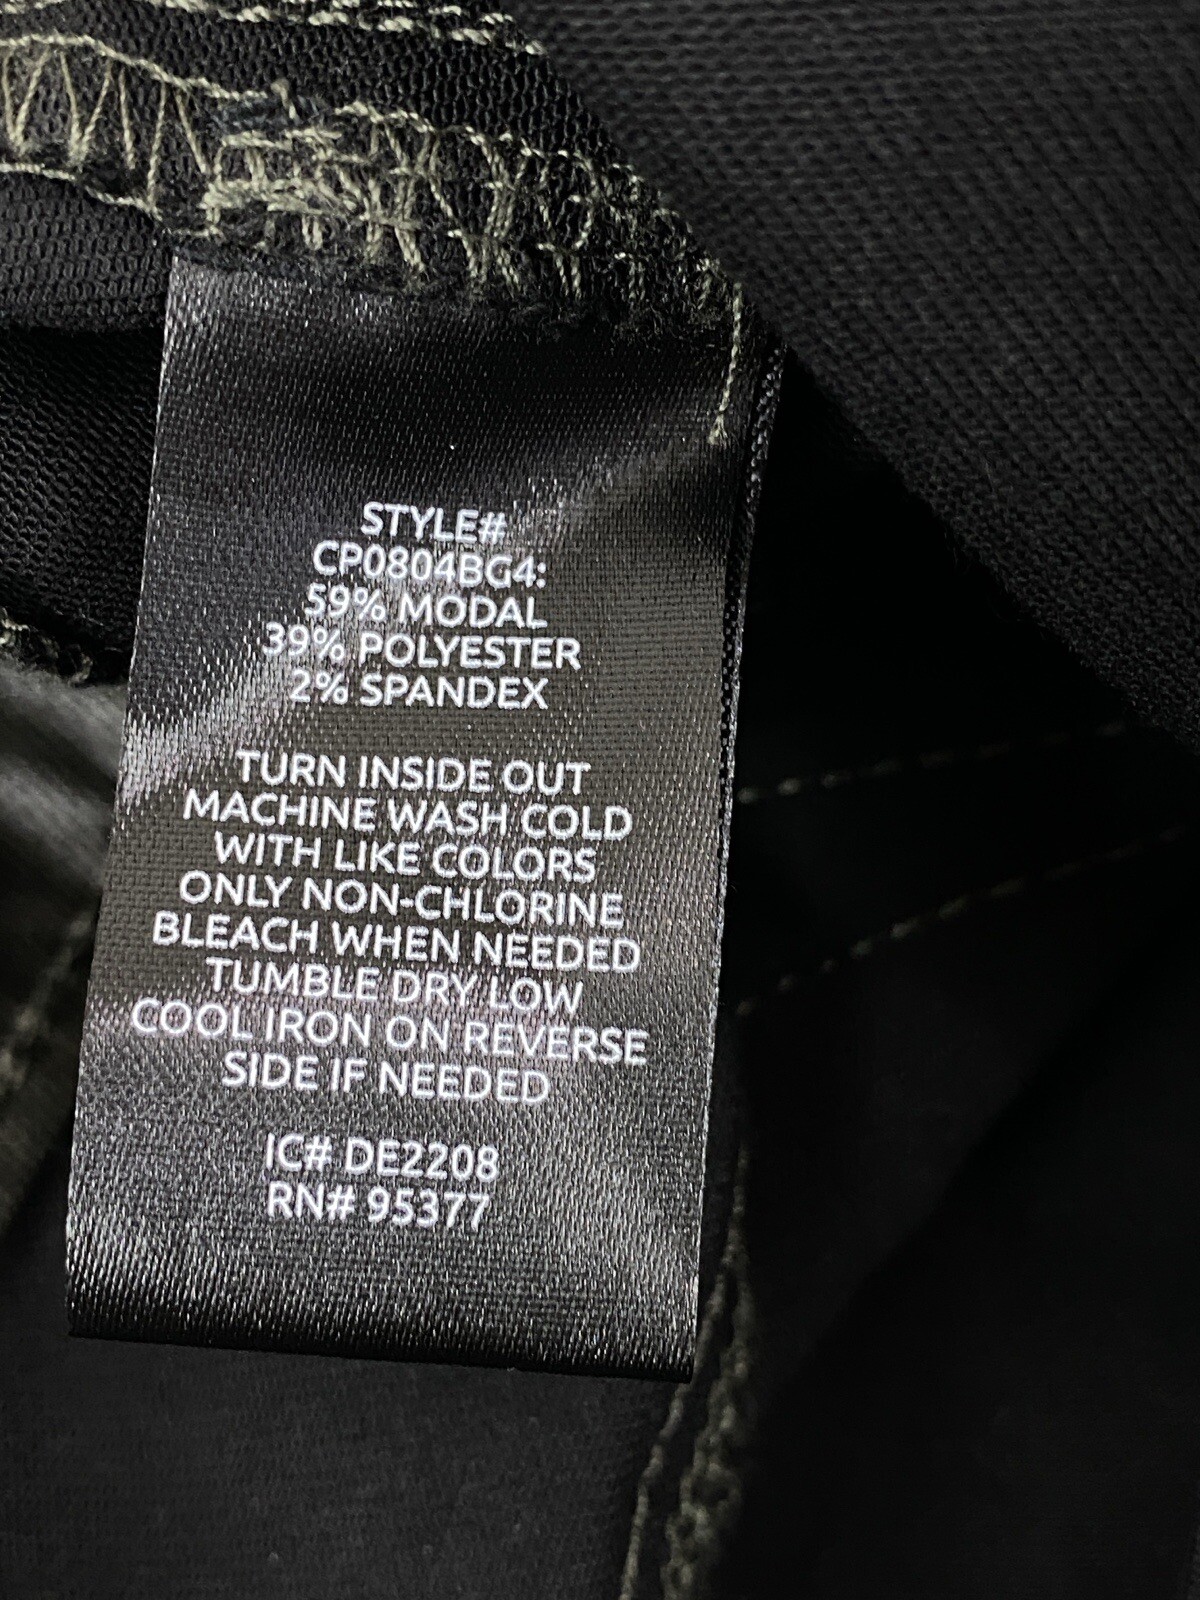 STYLE#
CP0804BG4:
59% MODAL
39% POLYESTER
2% SPANDEX
TURN INSIDE OUT
MACHINE WASH COLD
WITH LIKE COLORS
ONLY NON-CHLORINE
BLEACH WHEN NEEDED
TUMBLE DRY LOW
COOL IRON ON REVERSE
SIDE IF NEEDED
IC# DE2208
RN# 95377